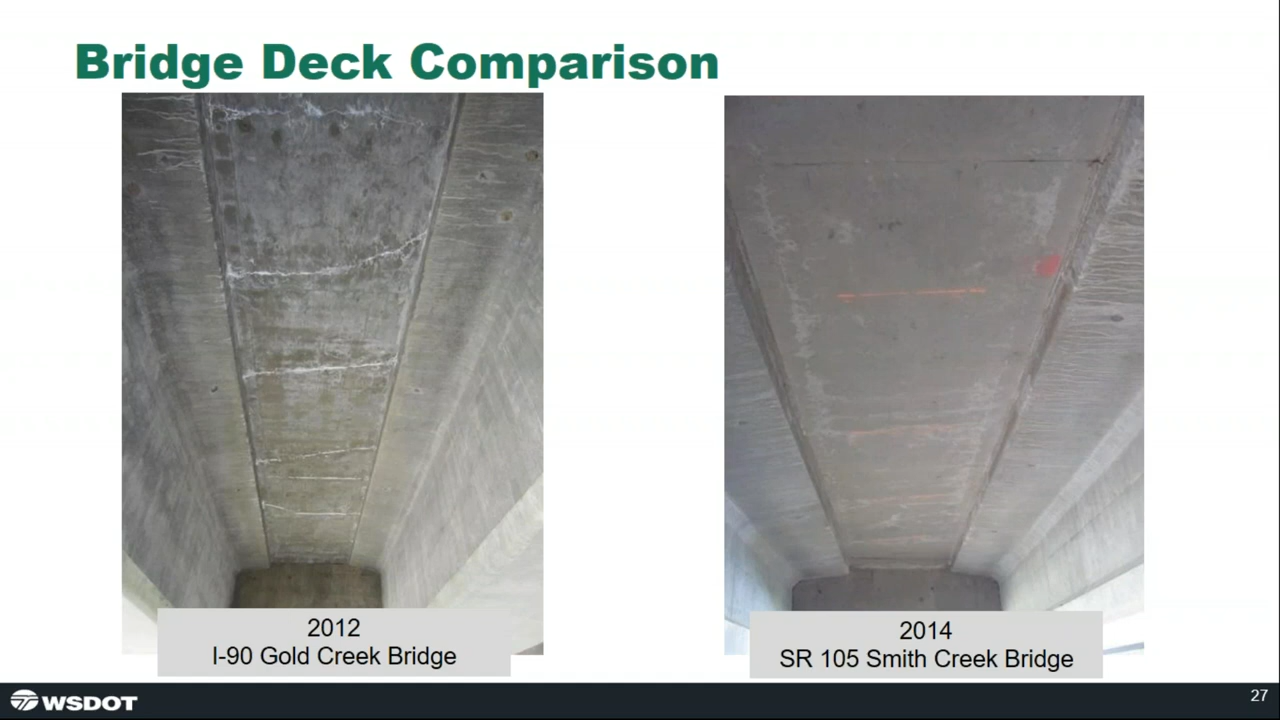 Bridge Deck Comparison
2012
I-90 Gold Creek Bridge
2014
SR 105 Smith Creek Bridge
WSDOT
27